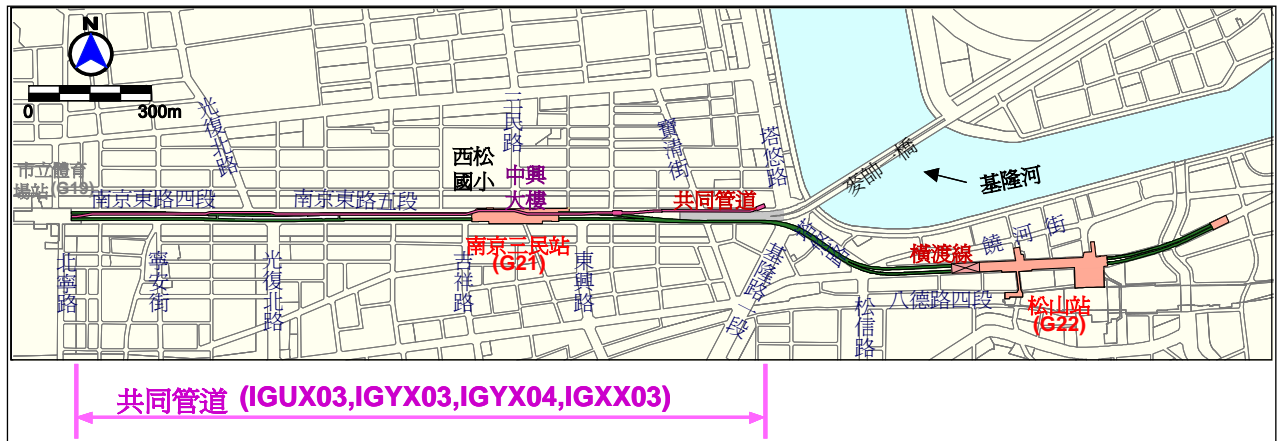 N
0
300m
光復北路
三民路
寶清街
塔悠路
麥帥一橋
基隆河
市立體育
場站(G19)
西松
國小
中興
大樓
南京東路四段
南京東路五段
共同管道
南京三民站
(G21)
橫渡線
饒河街
北寧路
寧安街
光復北路
吉祥路
東興路
基隆路一段
松信路
八德路四段
松山站
(G22)
共同管道 (IGUX03,IGYX03,IGYX04,IGXX03)